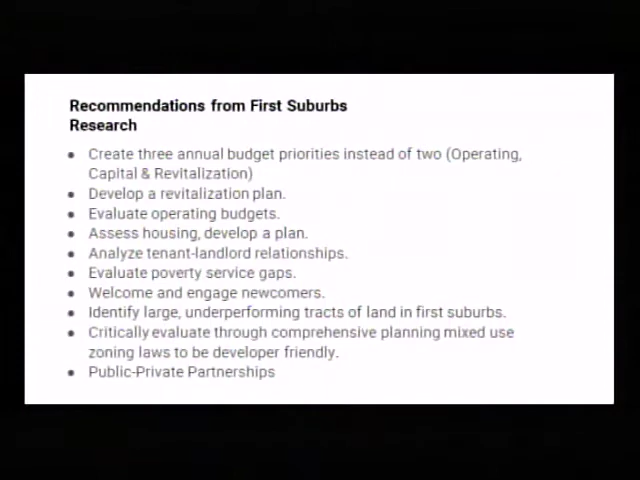 Recommendations from First Suburbs
Research
● Create three annual budget priorities instead of two (Operating,
Capital & Revitalization)
● Develop a revitalization plan.
● Evaluate operating budgets.
● Assess housing, develop a plan.
● Analyze tenant-landlord relationships.
● Evaluate poverty service gaps.
● Welcome and engage newcomers.
● Identify large, underperforming tracts of land in first suburbs.
● Critically evaluate through comprehensive planning mixed use
zoning laws to be developer friendly.
● Public-Private Partnerships